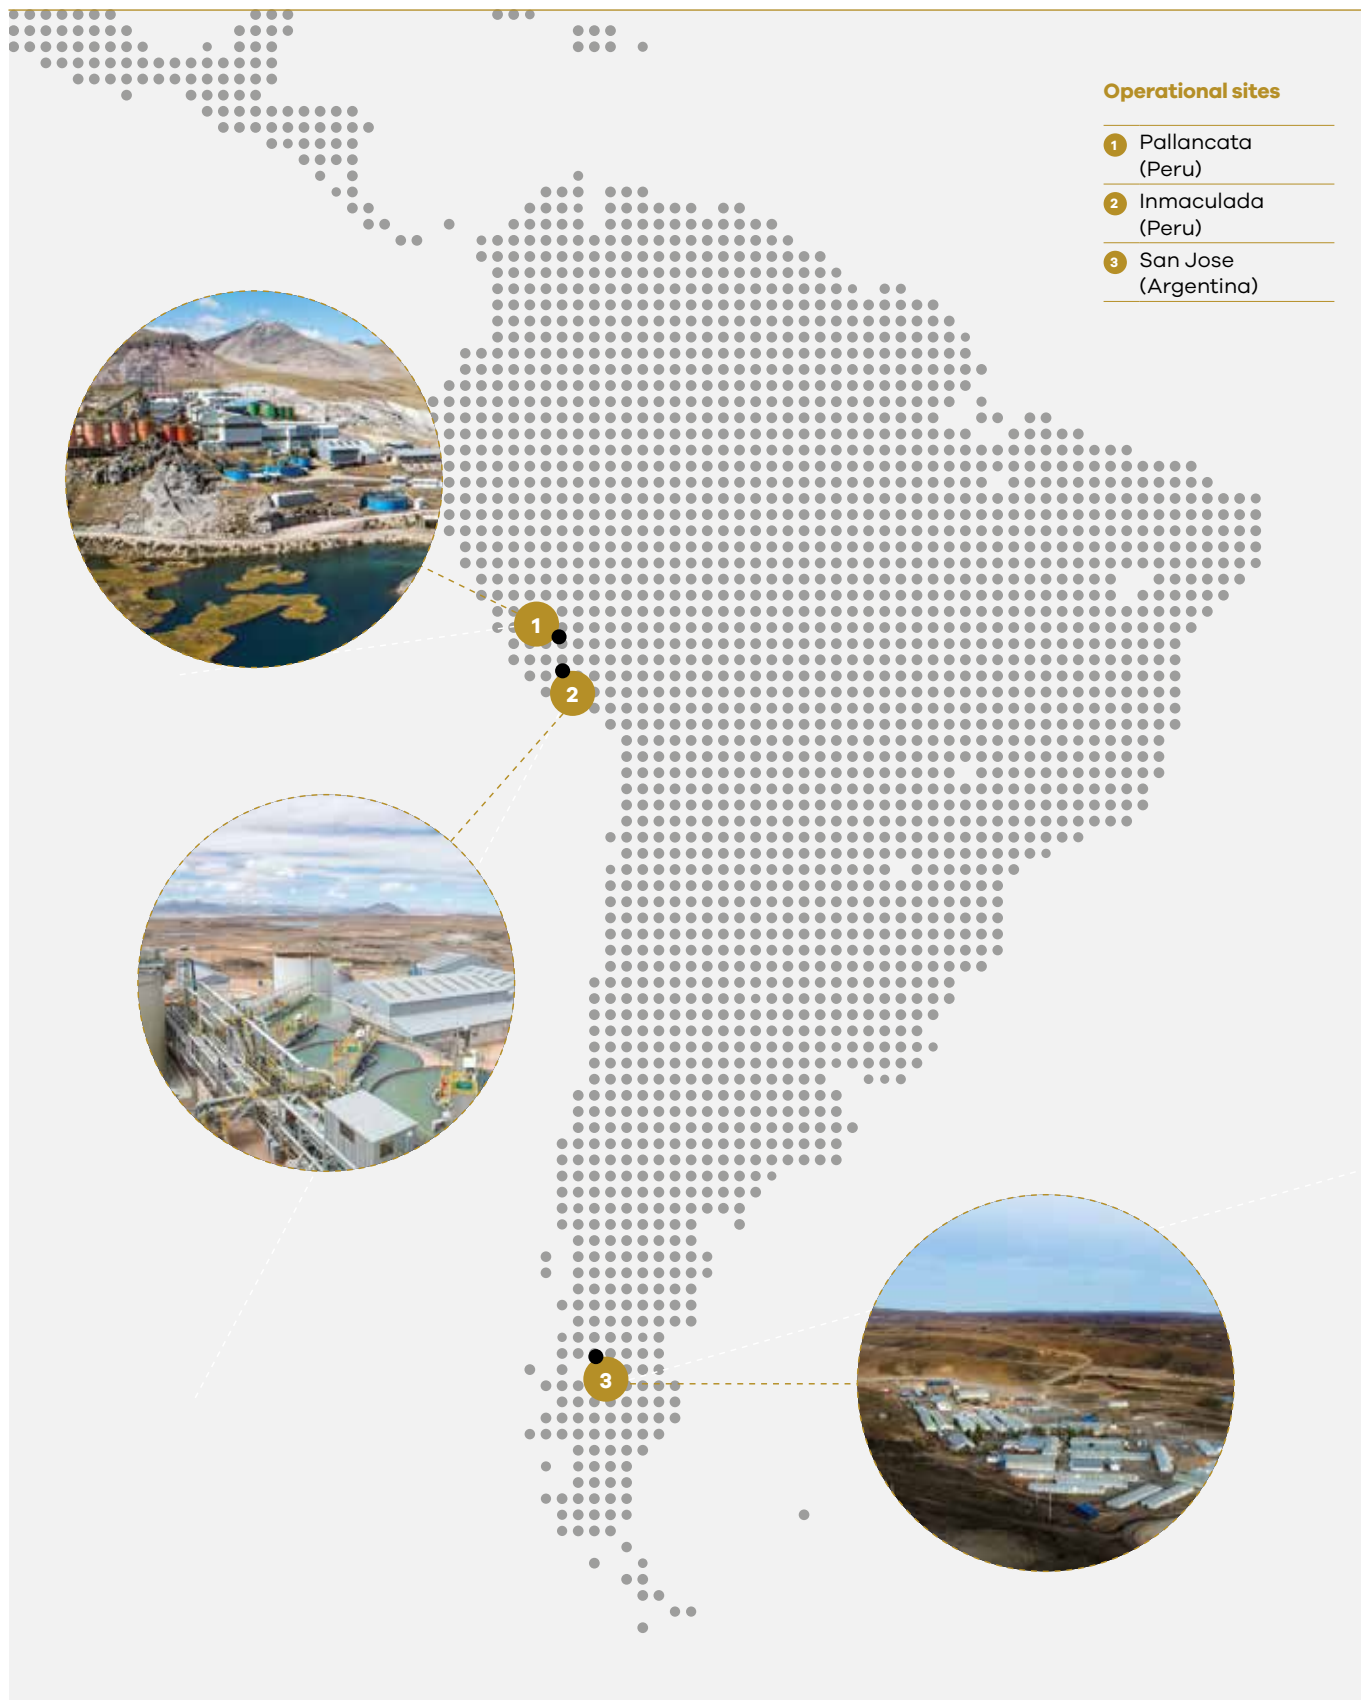 Operational sites
1 Pallancata
(Peru)
2 Inmaculada
(Peru)
3 San Jose
(Argentina)
1
2
3